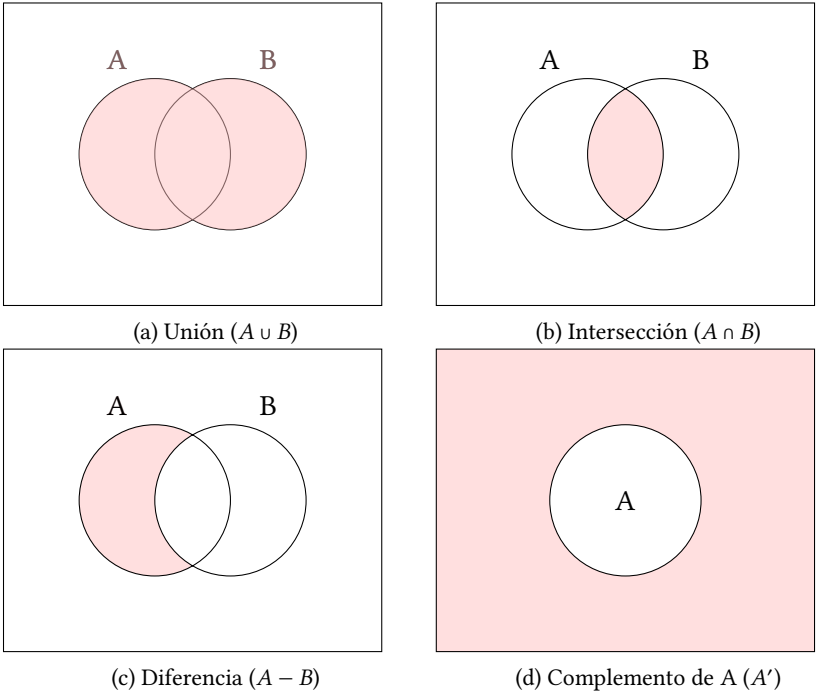 A B
A B
(a) Unión (A ∪ B)
(b) Intersección (A ∩ B)
A B
A
(c) Diferencia (A − B)
(d) Complemento de A (A′)